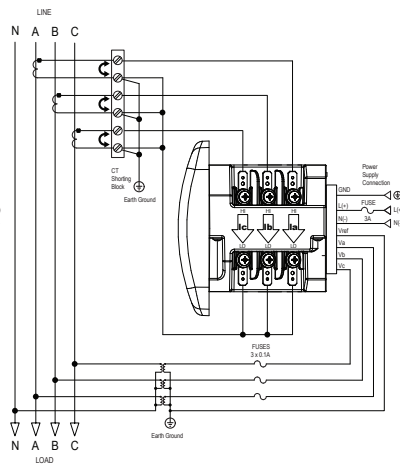 LINE
N A B C
CT
Shorting
Block
Earth Ground
Power
Supply
Connection
GND
FUSE
L(+)
L(+)
N(-)
3A
N(-)
Vref
Va
Vb
Vc
HI HI HI
Ic Ib Ia
LO LO LO
FUSES
3 x 0.1A
Earth Ground
N A B C
LOAD